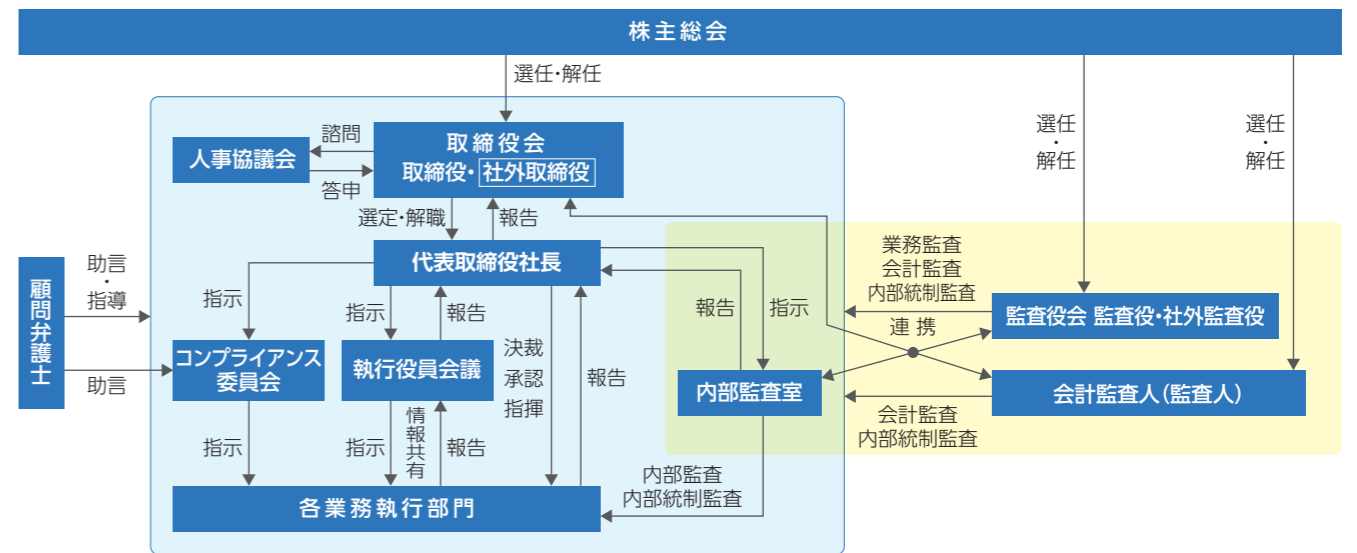 株主総会
選任・解任
選任・解任
選任・解任
諮問
人事協議会
答申
取締役会
取締役・社外取締役
選定・解職
報告
代表取締役社長
業務監査
会計監査
内部統制監査
顧問弁護士
助言・指導
助言
指示
指示
報告
決裁
承認
指揮
報告
報告
指示
連携
監査役会 監査役・社外監査役
コンプライアンス
委員会
執行役員会議
内部監査室
会計監査人(監査人)
会計監査
内部統制監査
指示
指示
情報共有
報告
内部監査
内部統制監査
各業務執行部門